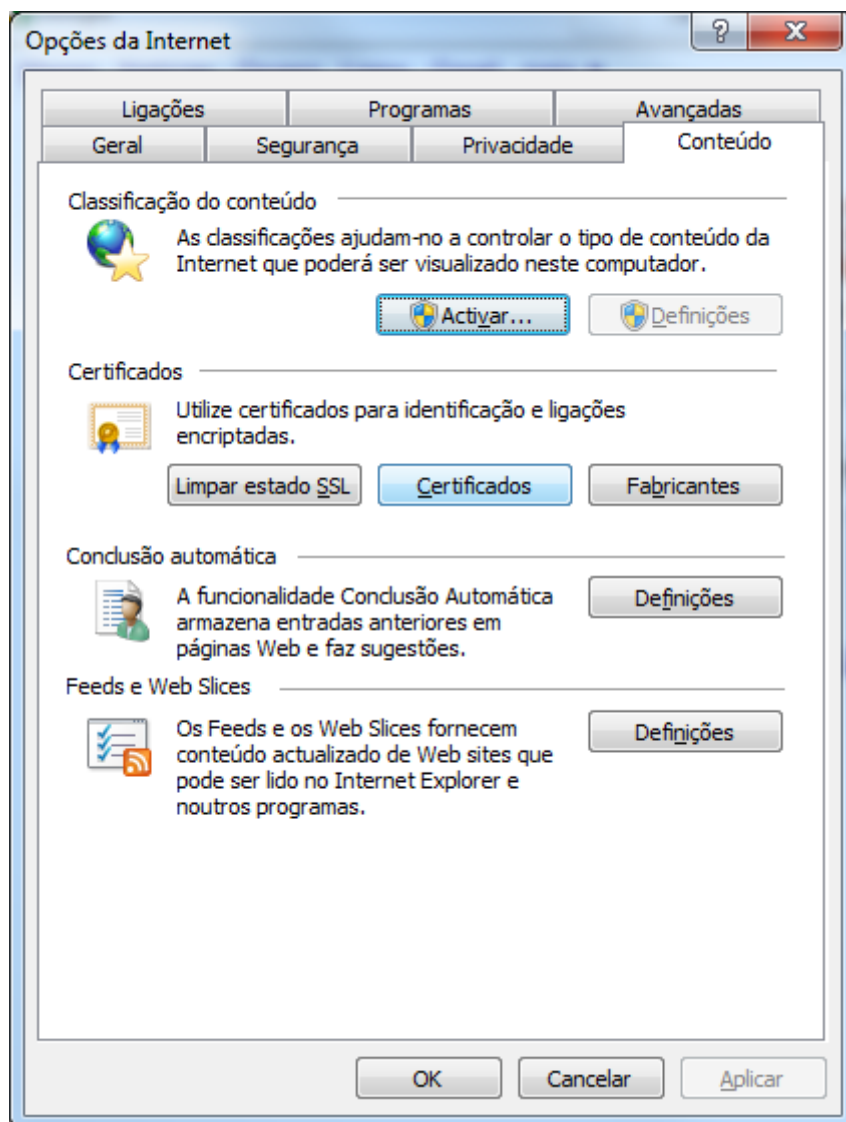 Opções da Internet
Ligações Programas Avançadas
Geral Segurança Privacidade Conteúdo
Classificação do conteúdo
As classificações ajudam-no a controlar o tipo de conteúdo da
Internet que poderá ser visualizado neste computador.
Activar... Definições
Certificados
Utilize certificados para identificação e ligações
encriptadas.
Limpar estado SSL Certificados Fabricantes
Conclusão automática
A funcionalidade Conclusão Automática
armazena entradas anteriores em
páginas Web e faz sugestões.
Definições
Feeds e Web Slices
Os Feeds e os Web Slices fornecem
conteúdo actualizado de Web sites que
pode ser lido no Internet Explorer e
noutros programas.
Definições
OK Cancelar Aplicar